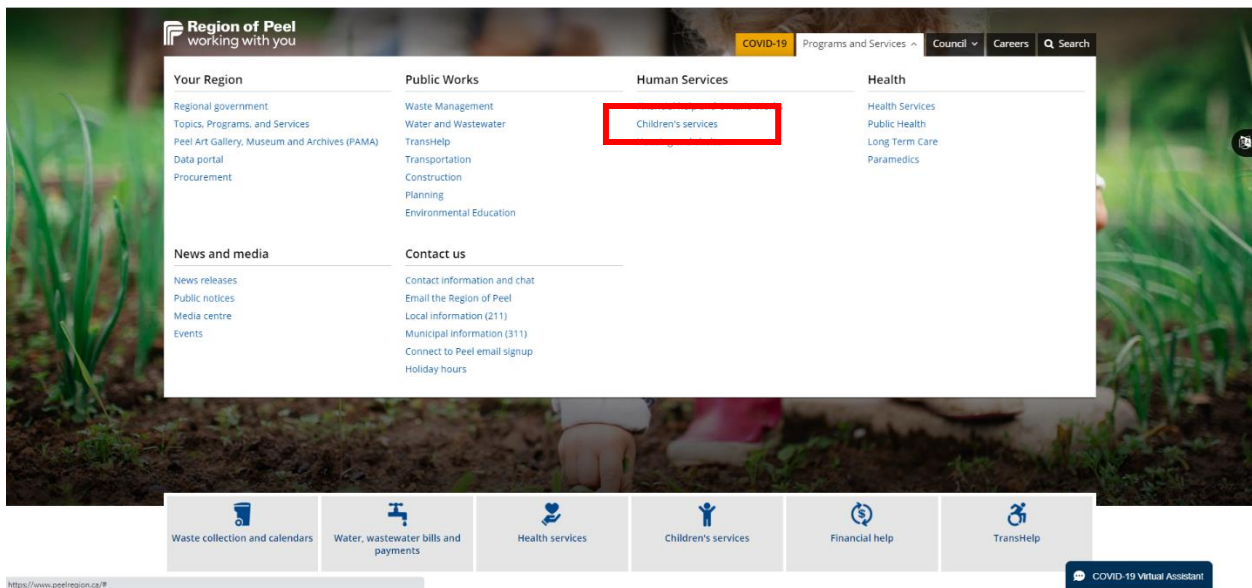 Region of Peel
working with you
COVID-19 Programs and Services Council Careers Search
Your Region
Regional government
Topics, Programs, and Services
Peel Art Gallery, Museum and Archives (PAMA)
Data portal
Procurement
Public Works
Waste Management
Water and Wastewater
TransHelp
Transportation
Construction
Planning
Environmental Education
Human Services
Children's services
Health
Health Services
Public Health
Long Term Care
Paramedics
News and media
News releases
Public notices
Media centre
Events
Contact us
Contact information and chat
Email the Region of Peel
Local information (211)
Municipal information (311)
Connect to Peel email signup
Holiday hours
Waste collection and calendars
Water, wastewater bills and
payments
Health services
Children's services
Financial help
TransHelp
https://www.peelregion.ca/#
COVID-19 Virtual Assistant